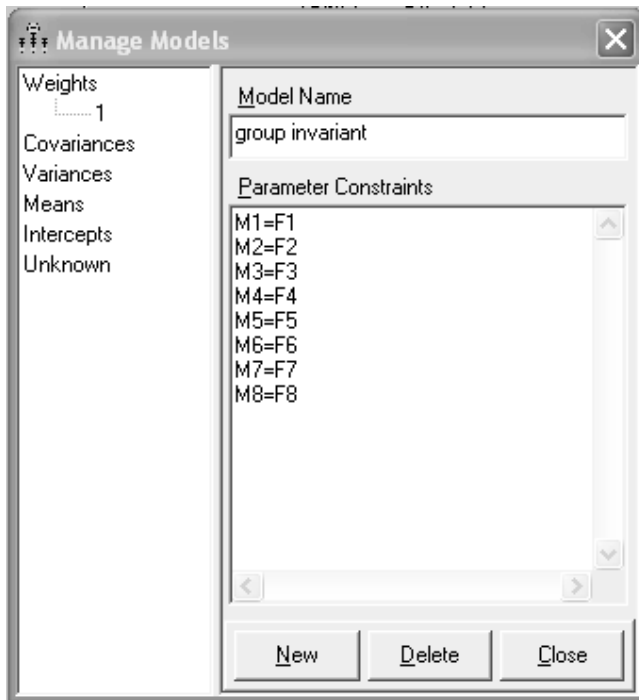 Manage Models
Weights
1
Covariances
Variances
Means
Intercepts
Unknown
Model Name
group invariant
Parameter Constraints
M1=F1
M2=F2
M3=F3
M4=F4
M5=F5
M6=F6
M7=F7
M8=F8
New
Delete
Close